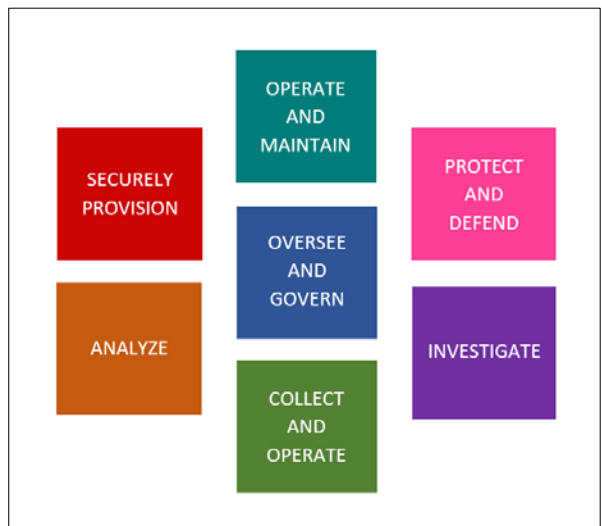 OPERATE
AND
MAINTAIN
SECURELY
PROVISION
PROTECT
AND
DEFEND
OVERSEE
AND
GOVERN
ANALYZE
INVESTIGATE
COLLECT
AND
OPERATE